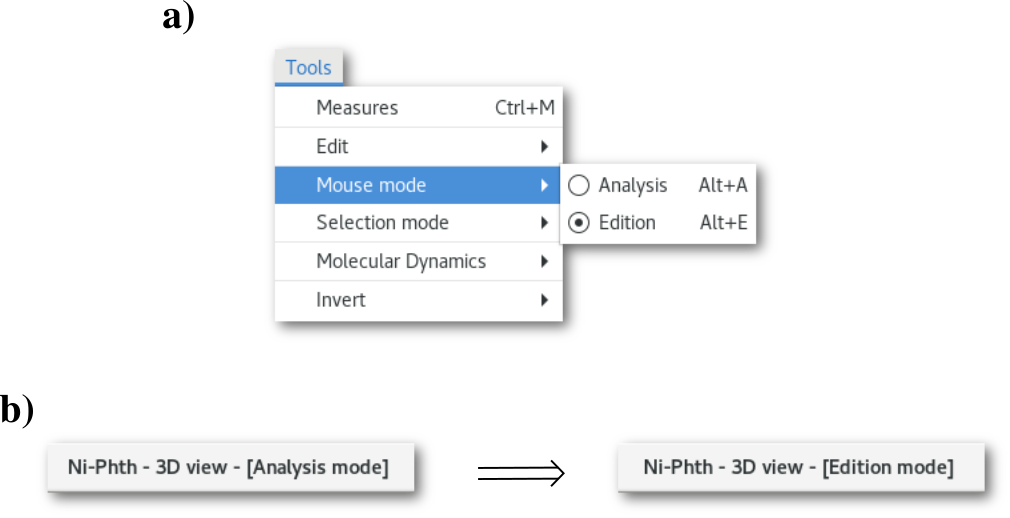 a)
Tools
Measures Ctrl+M
Edit
Mouse mode
Analysis Alt+A
Selection mode
Edition Alt+E
Molecular Dynamics
Invert
b)
Ni-Phth - 3D view - [Analysis mode]
Ni-Phth - 3D view - [Edition mode]